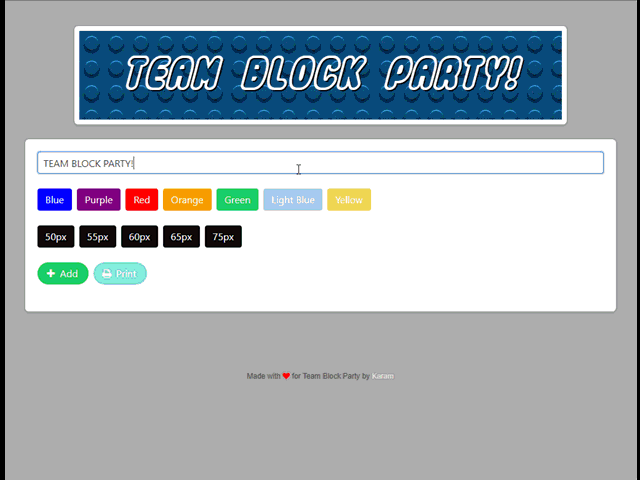 TEAM BLOCK PARTY!
TEAM BLOCK PARTY!
Blue Purple Red Orange Green Light Blue Yellow
50px 55px 60px 65px 75px
Add Print
Made with ❤ for Team Block Party by Karam